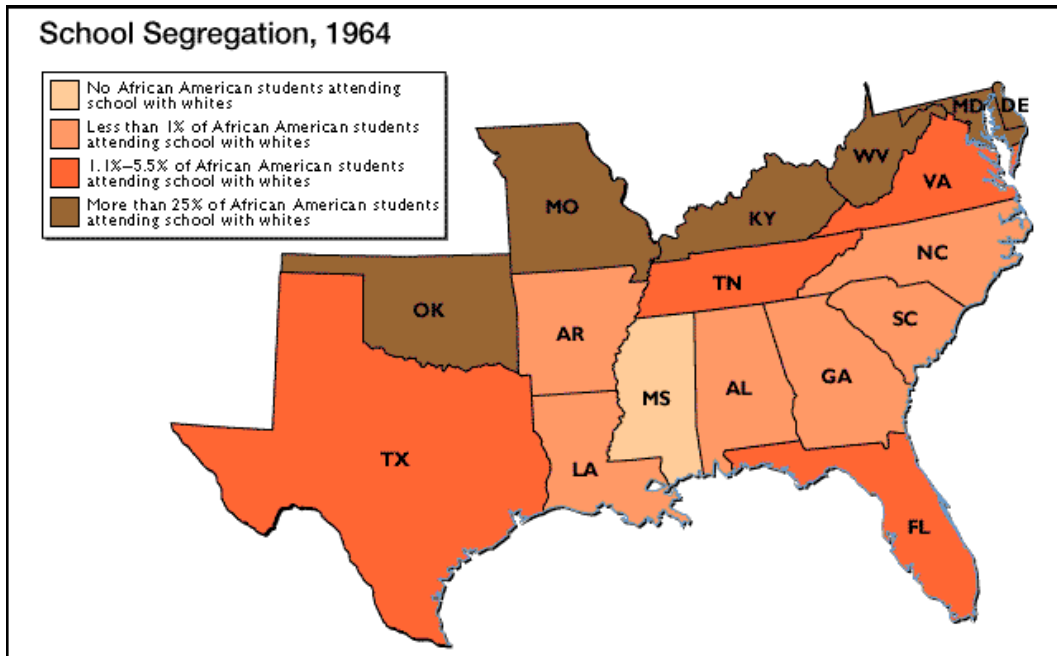 School Segregation, 1964
No African American students attending
school with whites
Less than 1% of African American students
attending school with whites
1.1%–5.5% of African American students
attending school with whites
More than 25% of African American students
attending school with whites
MD
DE
WV
VA
MO
KY
NC
TN
OK
AR
SC
GA
MS
AL
TX
LA
FL